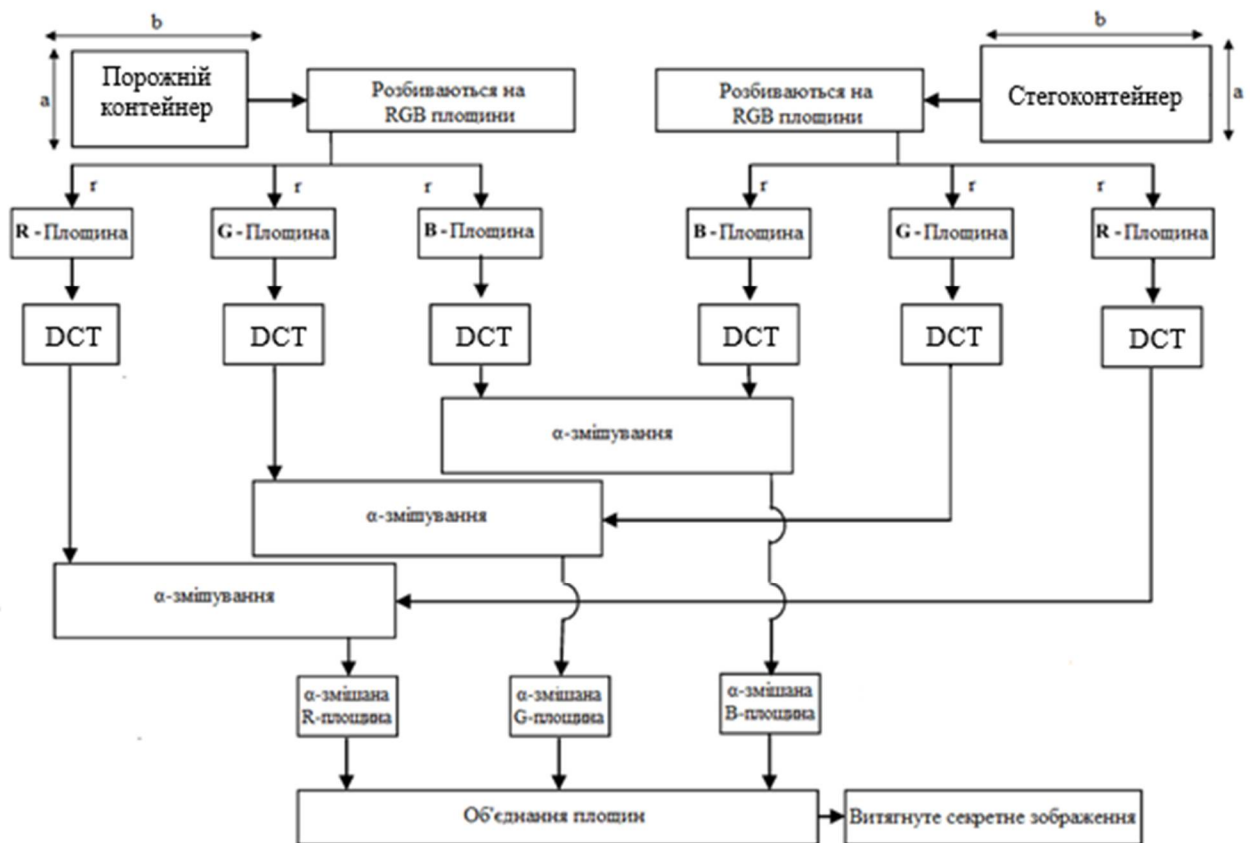 b
b
a
Порожній
контейнер
Розбиваються на
RGB площини
Розбиваються на
RGB площини
Стегоконтейнер
a
r
r
r
r
r
r
R - Площина
G - Площина
B - Площина
B - Площина
G - Площина
R - Площина
DCT
DCT
DCT
DCT
DCT
DCT
α-змішування
α-змішування
α-змішування
α-змішана
R-площина
α-змішана
G-площина
α-змішана
B-площина
Об'єднання площин
Витягнуте секретне зображення